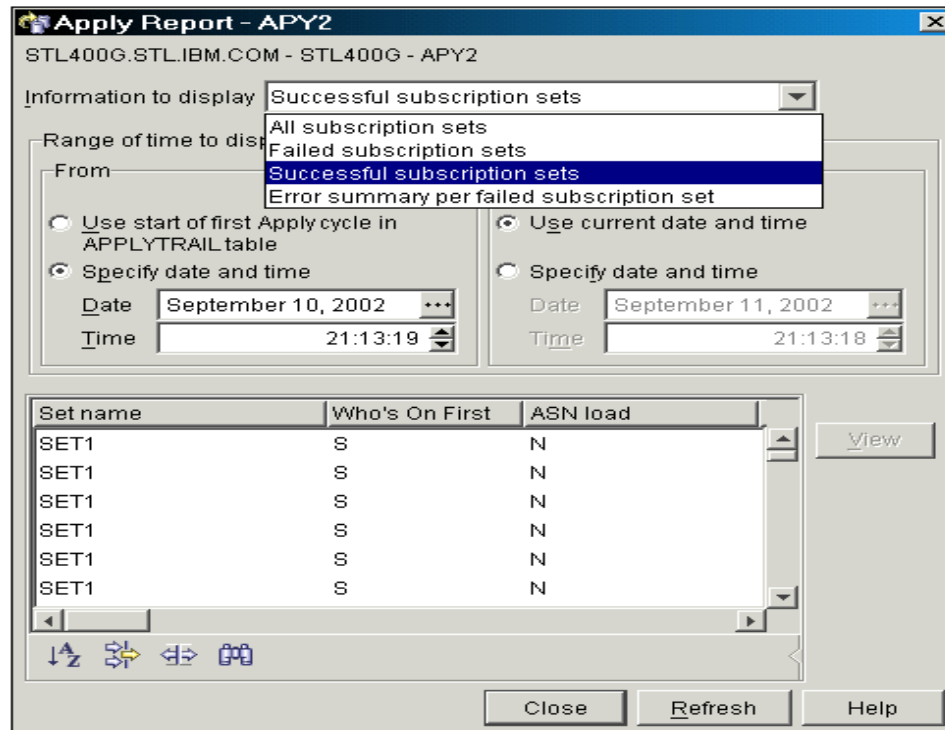 Apply Report - APY2
STL400G.STL.IBM.COM - STL400G - APY2
Information to display Successful subscription sets
All subscription sets
Failed subscription sets
Successful subscription sets
Error summary per failed subscription set
Range of time to disp
From
Use start of first Apply cycle in
APPLYTRAIL table
Specify date and time
Date September 10, 2002 ...
Time 21:13:19
Use current date and time
Specify date and time
Date September 11, 2002 ...
Time 21:13:18
Set name Who's On First ASN load
SET1 S N
SET1 S N
SET1 S N
SET1 S N
SET1 S N
SET1 S N
View
Close Refresh Help